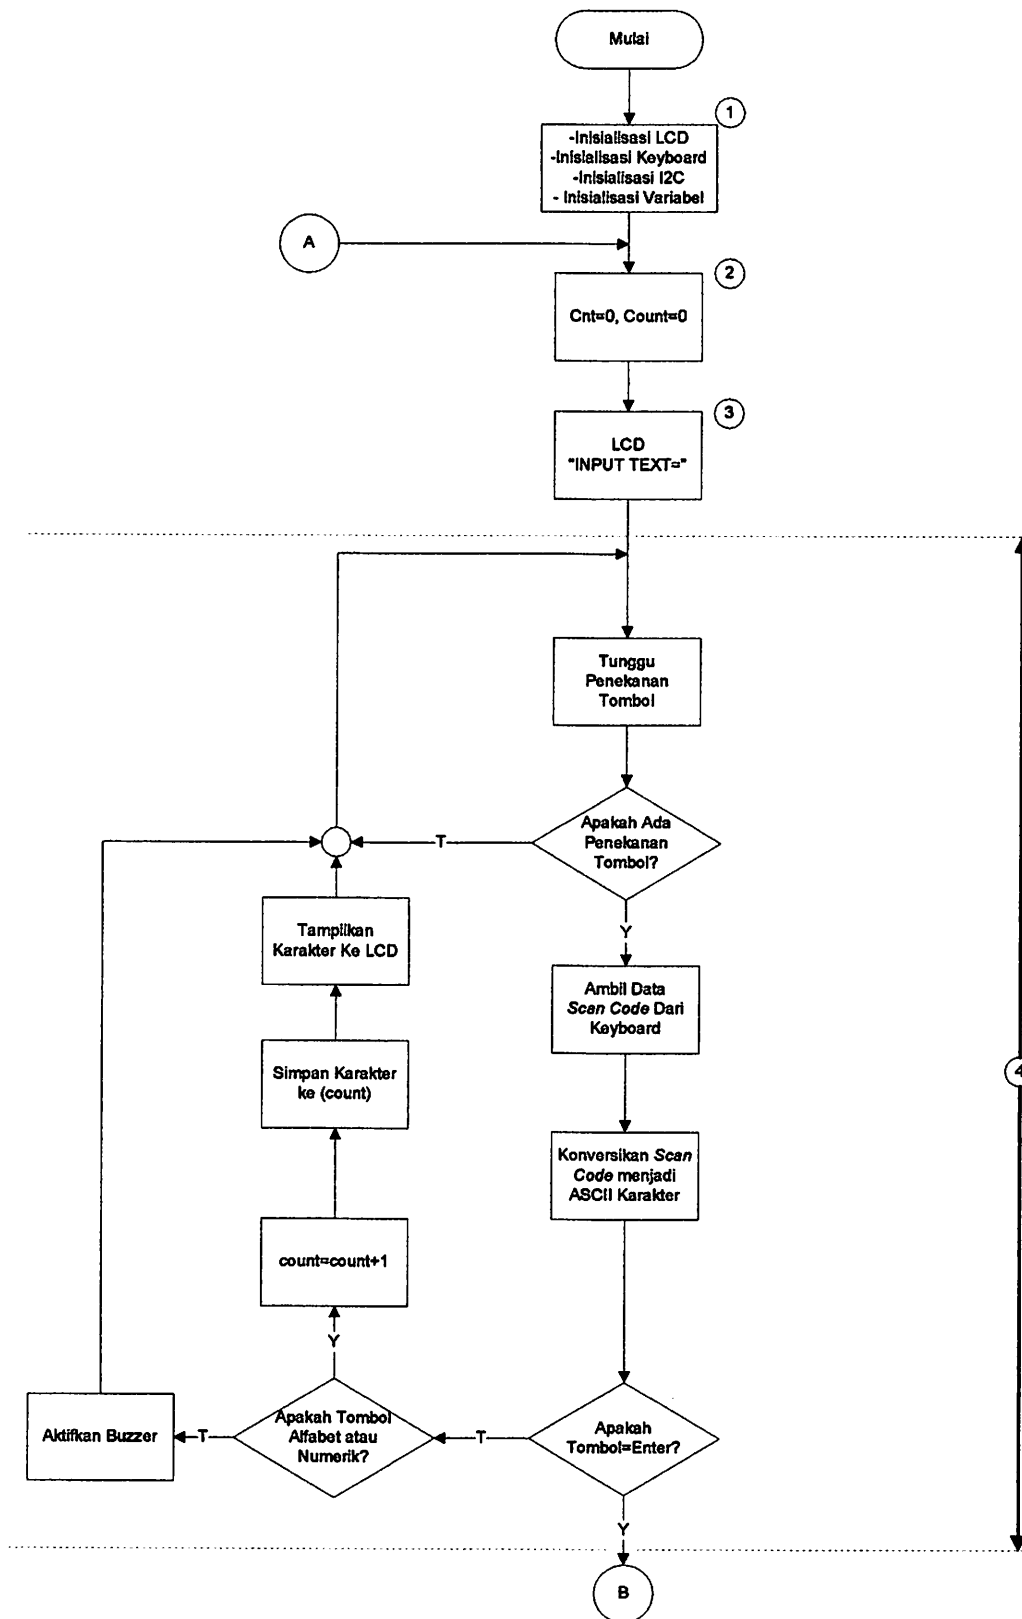 Mulai
1
-Inisialisasi LCD
-Inisialisasi Keyboard
-Inisialisasi I2C
- Inisialisasi Variabel
A
2
Cnt=0, Count=0
3
LCD
"INPUT TEXT="
Tunggu
Penekanan
Tombol
Apakah Ada
Penekanan
Tombol?
T
Y
Tampilkan
Karakter Ke LCD
Ambil Data
Scan Code Dari
Keyboard
4
Simpan Karakter
ke (count)
Konversikan Scan
Code menjadi
ASCII Karakter
count=count+1
Y
Apakah Tombol
Alfabet atau
Numerik?
T
Aktifkan Buzzer
T
Apakah
Tombol=Enter?
Y
B